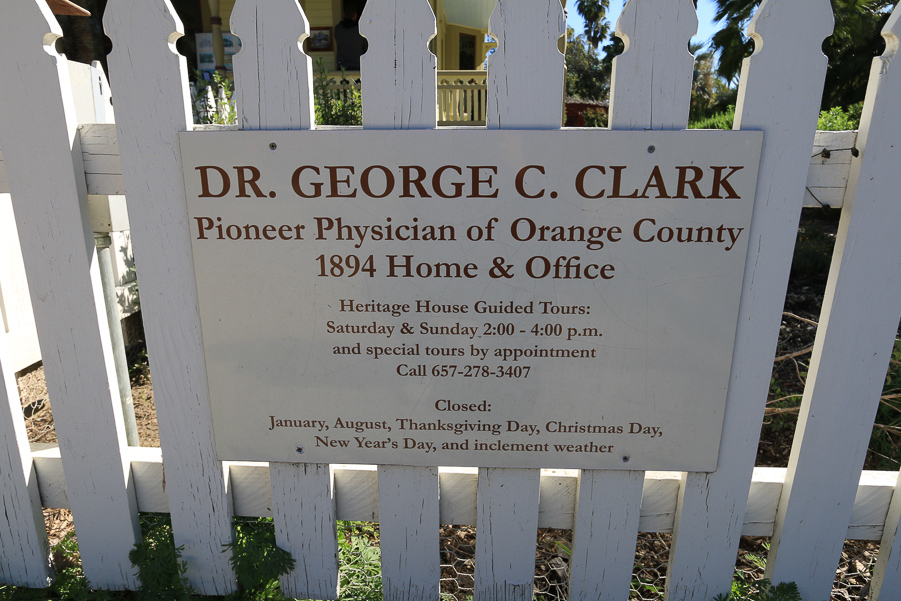 DR. GEORGE C. CLARK
Pioneer Physician of Orange County
1894 Home & Office
Heritage House Guided Tours:
Saturday & Sunday 2:00 - 4:00 p.m.
and special tours by appointment
Call 657-278-3407
Closed:
January, August, Thanksgiving Day, Christmas Day,
New Year's Day, and inclement weather